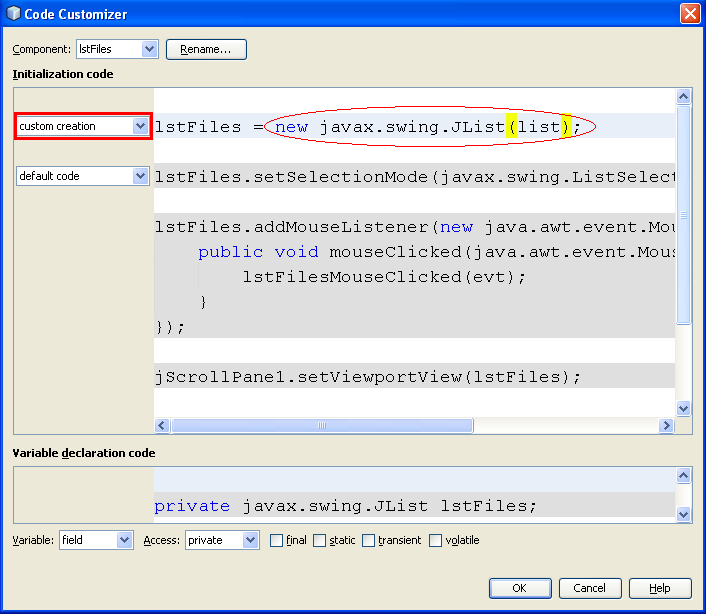 Code Customizer
Component: lstFiles Rename...
Initialization code
custom creation lstFiles = new javax.swing.JList(list);
default code lstFiles.setSelectionMode(javax.swing.ListSelect
lstFiles.addMouseListener(new java.awt.event.Mou
public void mouseClicked(java.awt.event.Mous
lstFilesMouseClicked(evt);
}
});
jScrollPane1.setViewportView(lstFiles);
Variable declaration code
private javax.swing.JList lstFiles;
Variable: field Access: private final static transient volatile
OK Cancel Help